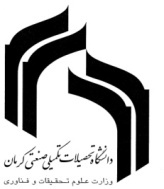 دانشگاه تحصیلات تکمیلی صنعتی کرمان
وزارت علوم تحقیقات و فناوری